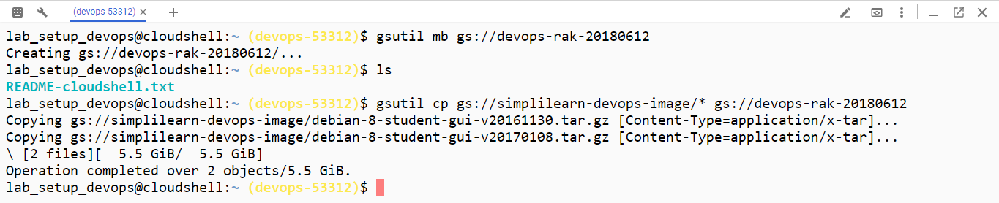 (devops-53312)
lab_setup_devops@cloudshell:~ (devops-53312)$ gsutil mb gs://devops-rak-20180612
Creating gs://devops-rak-20180612/...
lab_setup_devops@cloudshell:~ (devops-53312)$ ls
README-cloudshell.txt
lab_setup_devops@cloudshell:~ (devops-53312)$ gsutil cp gs://simplilearn-devops-image/* gs://devops-rak-20180612
Copying gs://simplilearn-devops-image/debian-8-student-gui-v20161130.tar.gz [Content-Type=application/x-tar]...
Copying gs://simplilearn-devops-image/debian-8-student-gui-v20170108.tar.gz [Content-Type=application/x-tar]...
\ [2 files][  5.5 GiB/  5.5 GiB]
Operation completed over 2 objects/5.5 GiB.
lab_setup_devops@cloudshell:~ (devops-53312)$